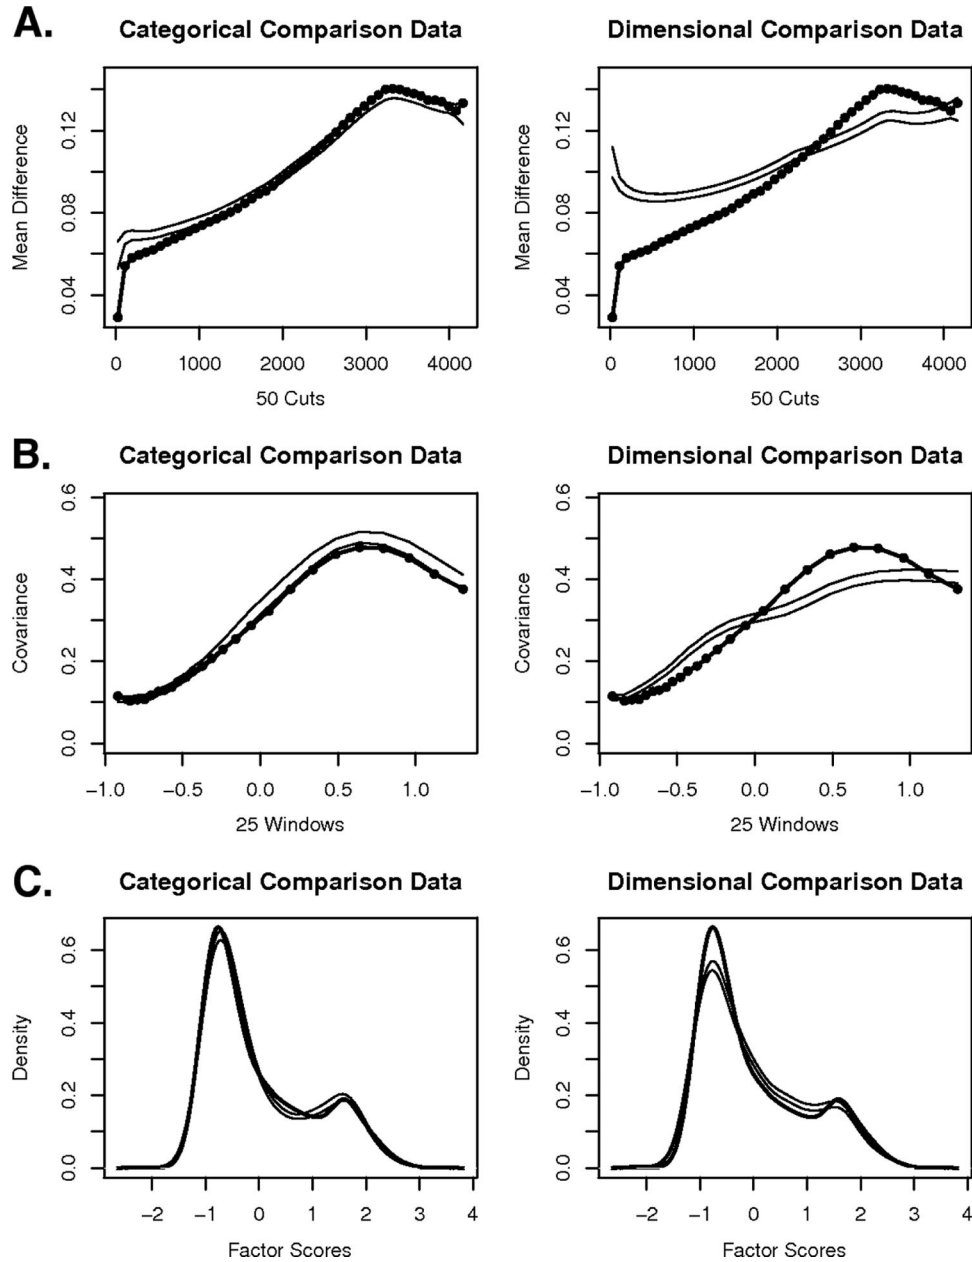 A.
Categorical Comparison Data
Dimensional Comparison Data
Mean Difference
0.12
0.08
0.04
0 1000 2000 3000 4000
50 Cuts
Mean Difference
0.12
0.08
0.04
0 1000 2000 3000 4000
50 Cuts
B.
Categorical Comparison Data
Dimensional Comparison Data
Covariance
0.6
0.4
0.2
0.0
−1.0 −0.5 0.0 0.5 1.0
25 Windows
Covariance
0.6
0.4
0.2
0.0
−1.0 −0.5 0.0 0.5 1.0
25 Windows
C.
Categorical Comparison Data
Dimensional Comparison Data
Density
0.6
0.4
0.2
0.0
−2 −1 0 1 2 3 4
Factor Scores
Density
0.6
0.4
0.2
0.0
−2 −1 0 1 2 3 4
Factor Scores